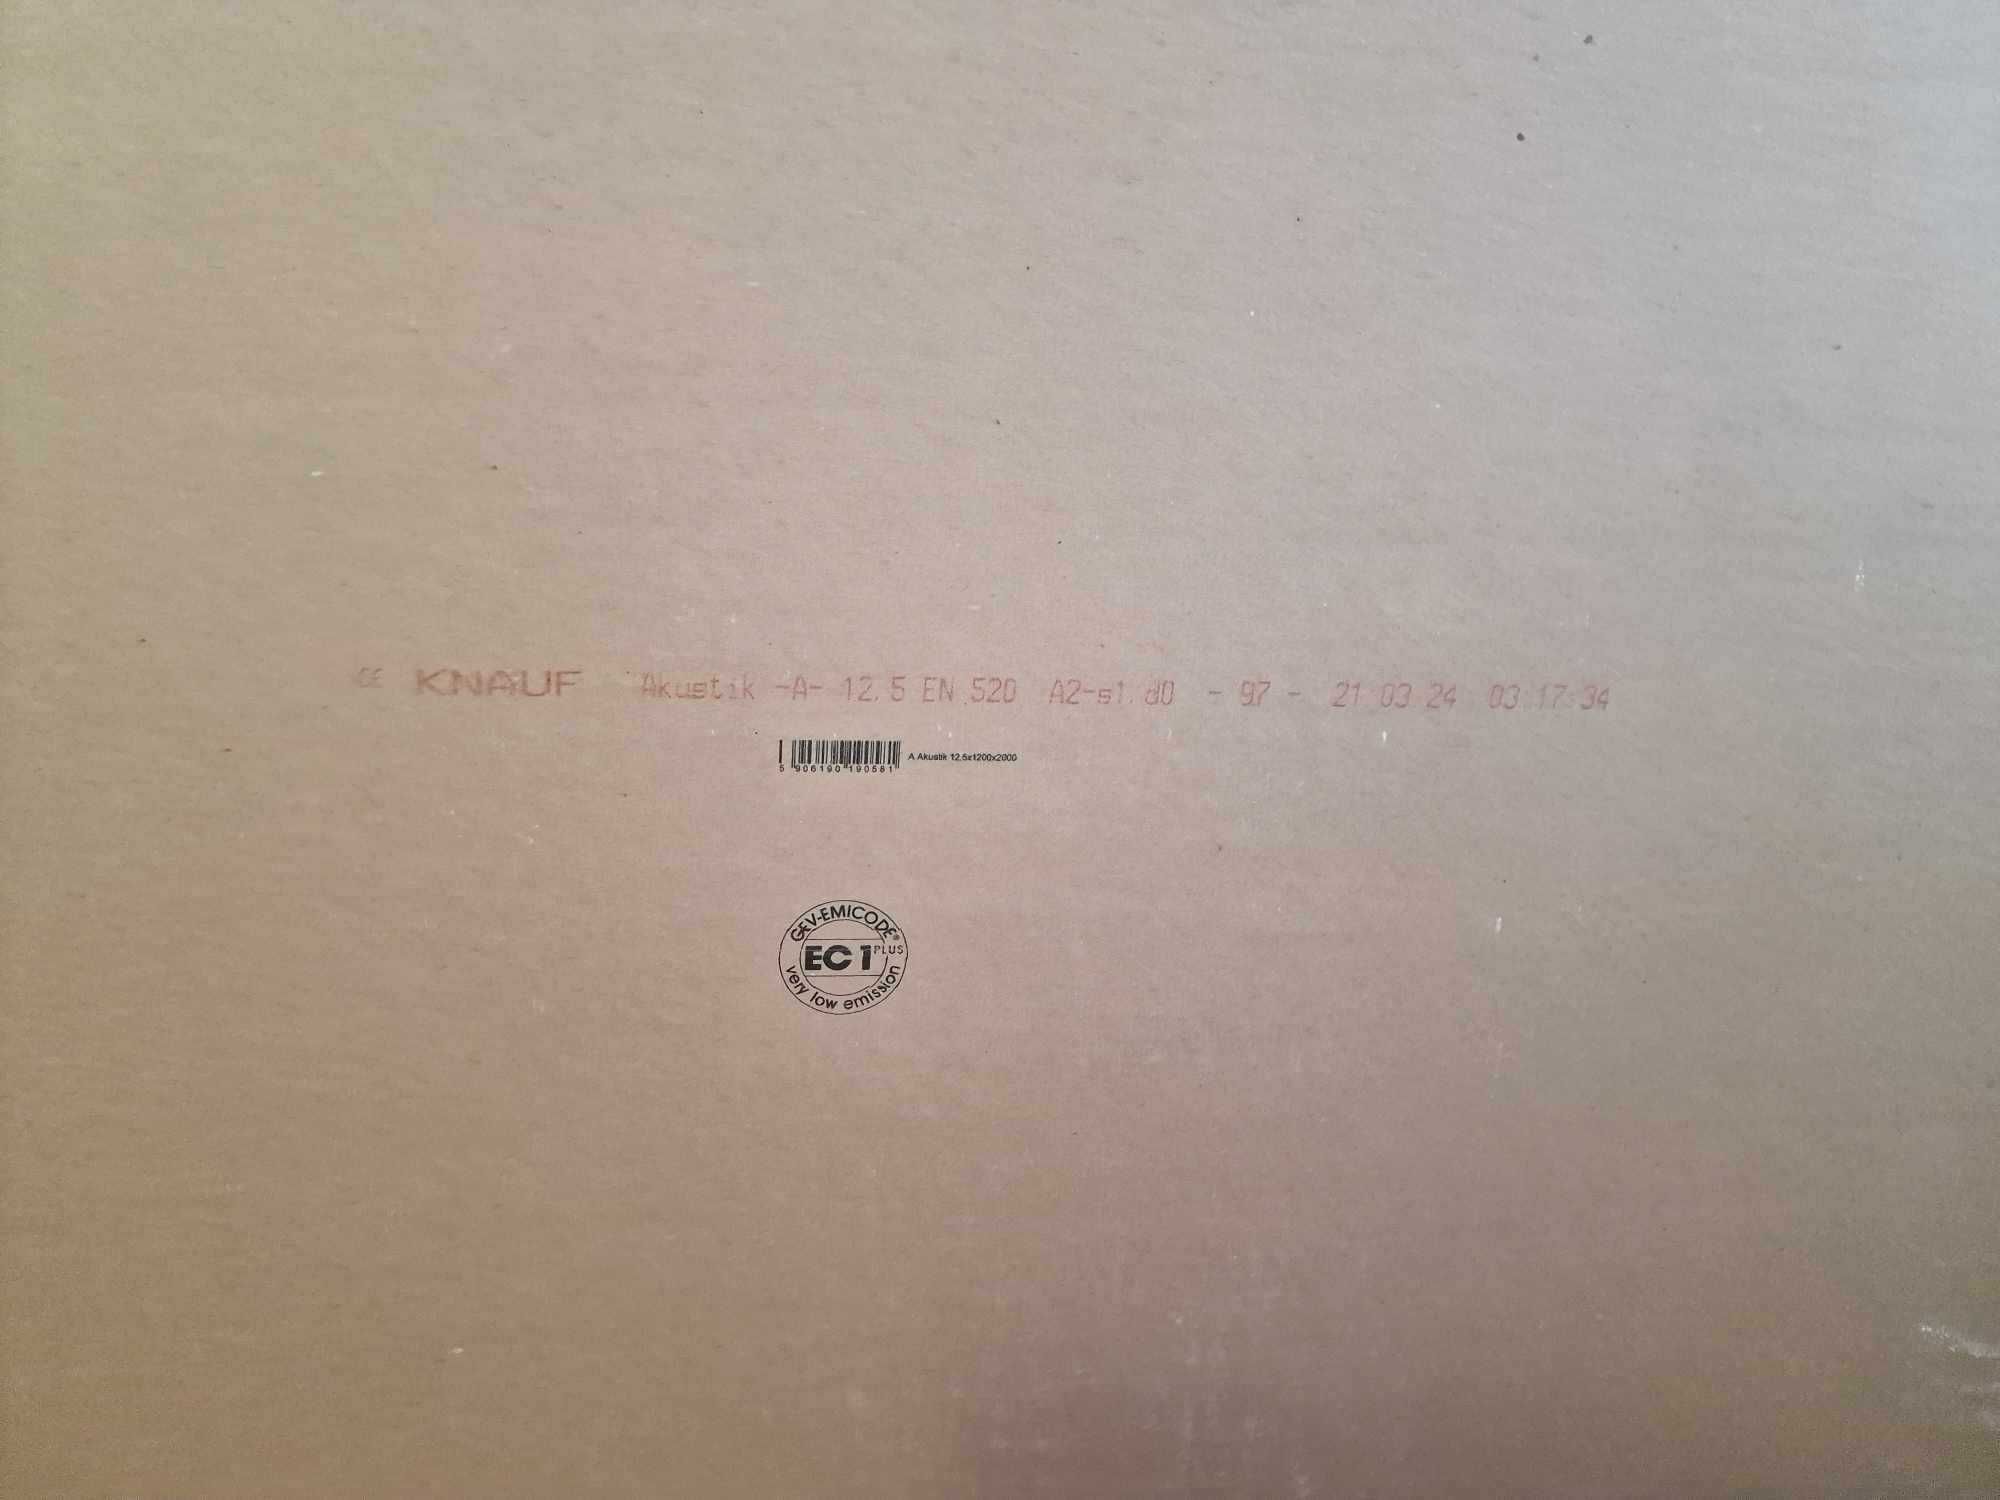 CE KNAUF Akustik -A- 12.5 EN 520 A2-s1.d0 - 97 - 21 03 24 03:17:34
5 906190 190581 A Akustik 12,5x1200x2000
GEV-EMICODE®
EC1 PLUS
very low emission